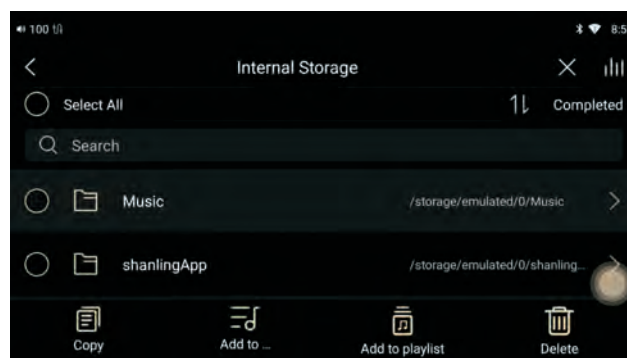 100
8:5
Internal Storage
Select All
Completed
Search
Music /storage/emulated/0/Music
shanlingApp /storage/emulated/0/shanling...
Copy
Add to ...
Add to playlist
Delete